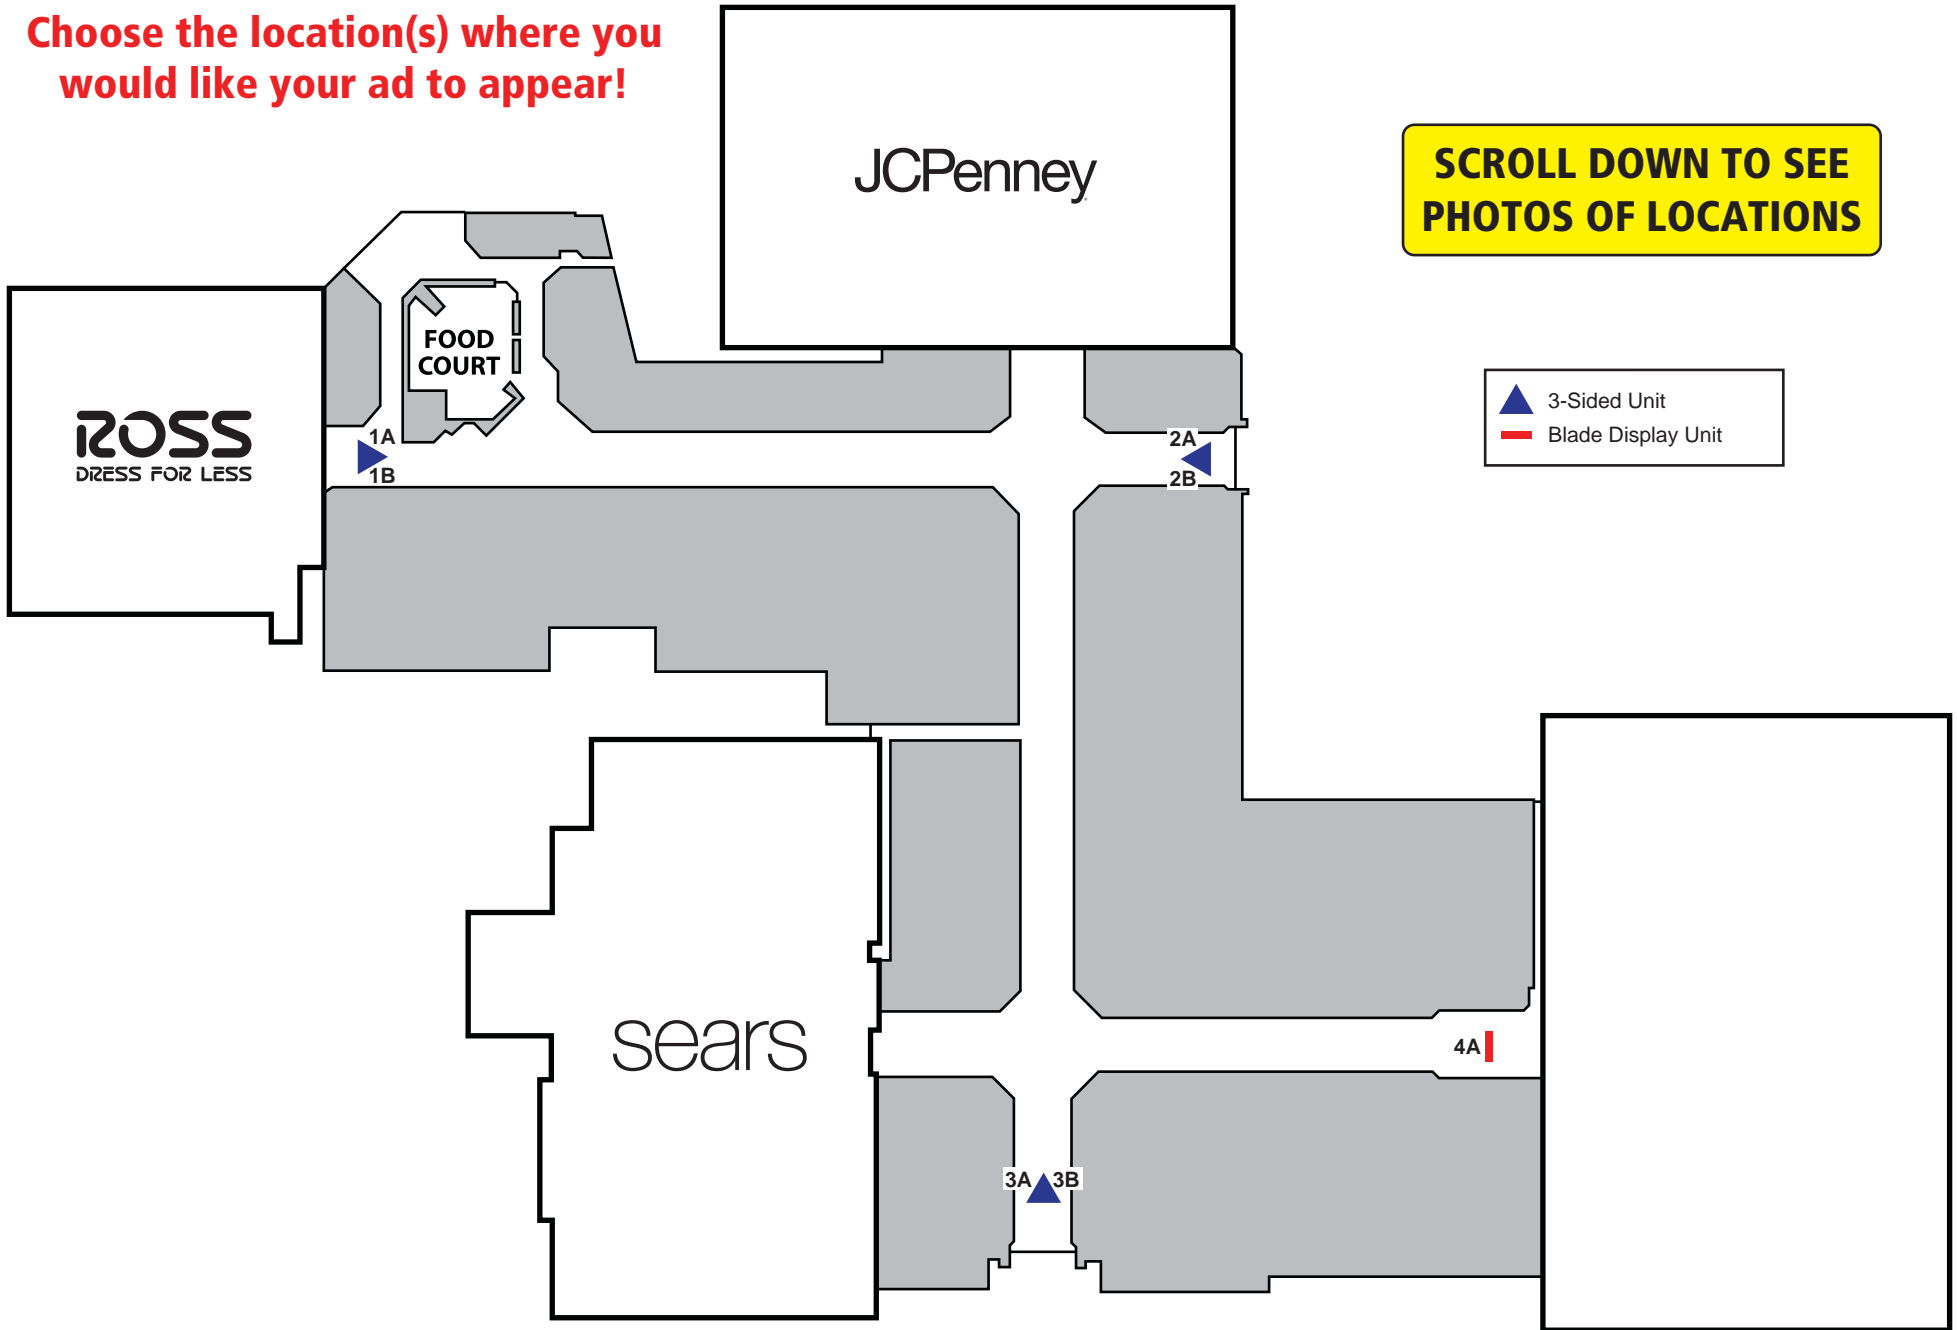 Choose the location(s) where you
would like your ad to appear!
JCPenney
SCROLL DOWN TO SEE
PHOTOS OF LOCATIONS
FOOD
COURT
3-Sided Unit
Blade Display Unit
ROSS
DRESS FOR LESS
1A
1B
2A
2B
sears
4A
3A
3B